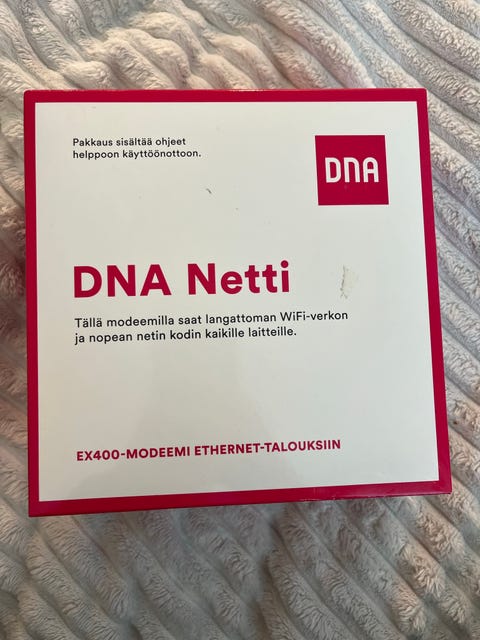 Pakkaus sisältää ohjeet
helppoon käyttöönottoon.
DNA
DNA Netti
Tällä modeemilla saat langattoman WiFi-verkon
ja nopean netin kodin kaikille laitteille.
EX400-MODEEMI ETHERNET-TALOUKSIIN